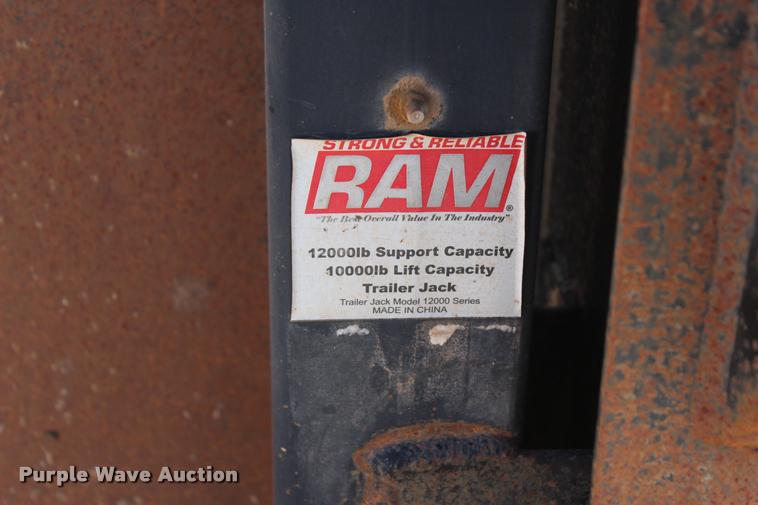 STRONG & RELIABLE
RAM®
"The Best Overall Value In The Industry"
12000lb Support Capacity
10000lb Lift Capacity
Trailer Jack
Trailer Jack Model 12000 Series
MADE IN CHINA
Purple Wave Auction